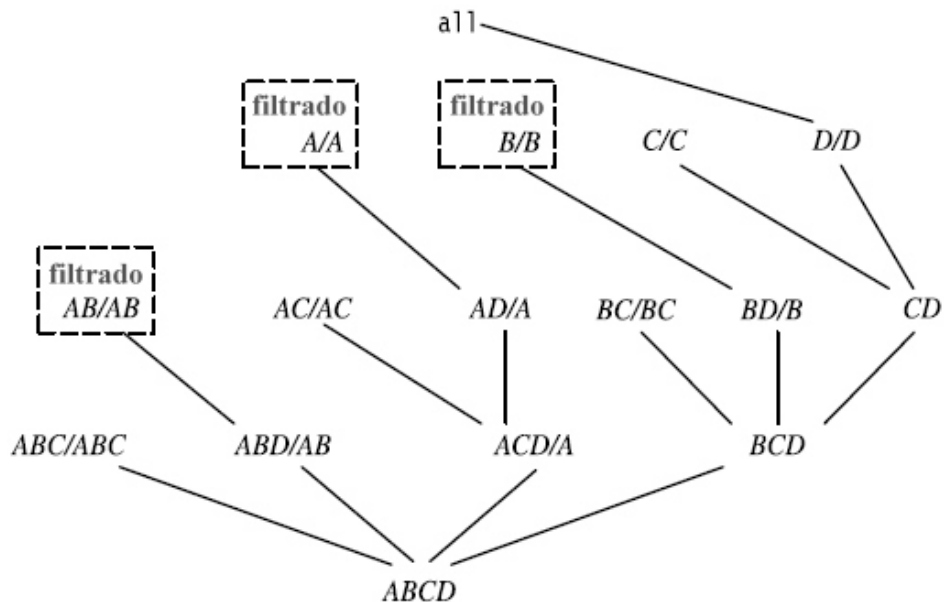 all
filtrado
A/A
filtrado
B/B
C/C
D/D
filtrado
AB/AB
AC/AC
AD/A
BC/BC
BD/B
CD
ABC/ABC
ABD/AB
ACD/A
BCD
ABCD